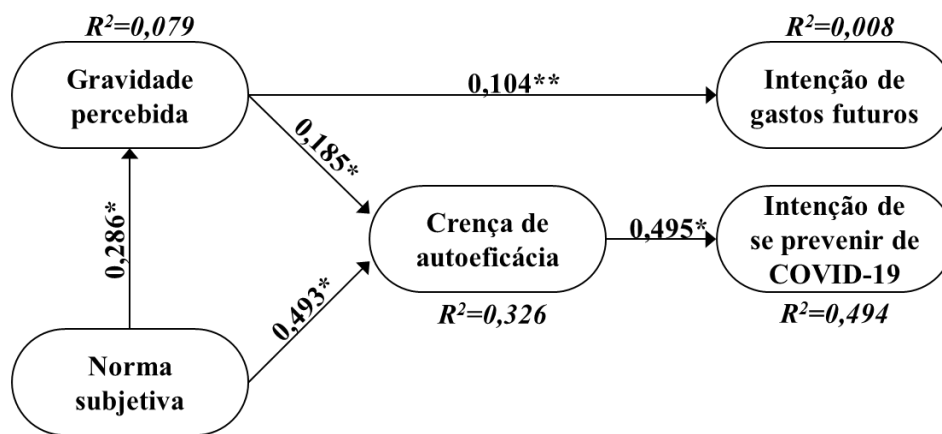 R²=0,079
Gravidade
percebida
0,104**
R²=0,008
Intenção de
gastos futuros
0,185*
0,286*
Crença de
autoeficácia
R²=0,326
0,495*
Intenção de
se prevenir de
COVID-19
R²=0,494
0,493*
Norma
subjetiva